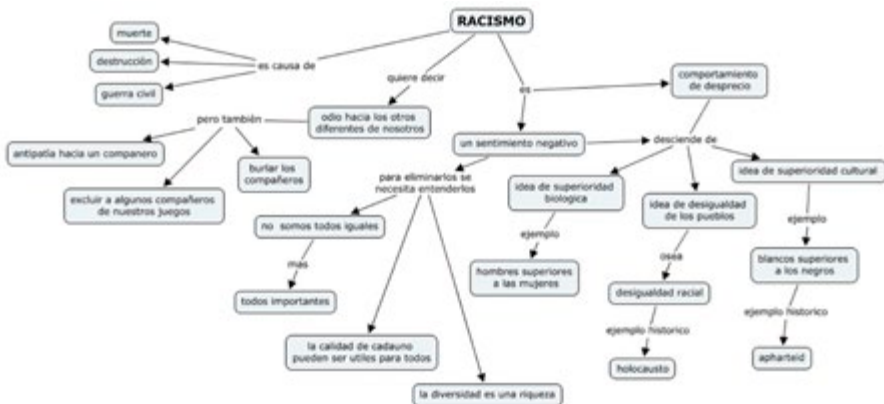 RACISMO
muerte
destrucción
guerra civil
es causa de
quiere decir
es
comportamiento
de desprecio
odio hacia los otros
diferentes de nosotros
pero también
antipatía hacia un companero
excluir a algunos compañeros
de nuestros juegos
burlar los
compañeros
un sentimiento negativo
desciende de
para eliminarlos se
necesita entenderlos
no somos todos iguales
mas
todos importantes
la calidad de cadauno
pueden ser utiles para todos
la diversidad es una riqueza
idea de superioridad
biologica
ejemplo
hombres superiores
a las mujeres
idea de desigualdad
de los pueblos
osea
desigualdad racial
ejemplo historico
holocausto
idea de superioridad cultural
ejemplo
blancos superiores
a los negros
ejemplo historico
apharteid